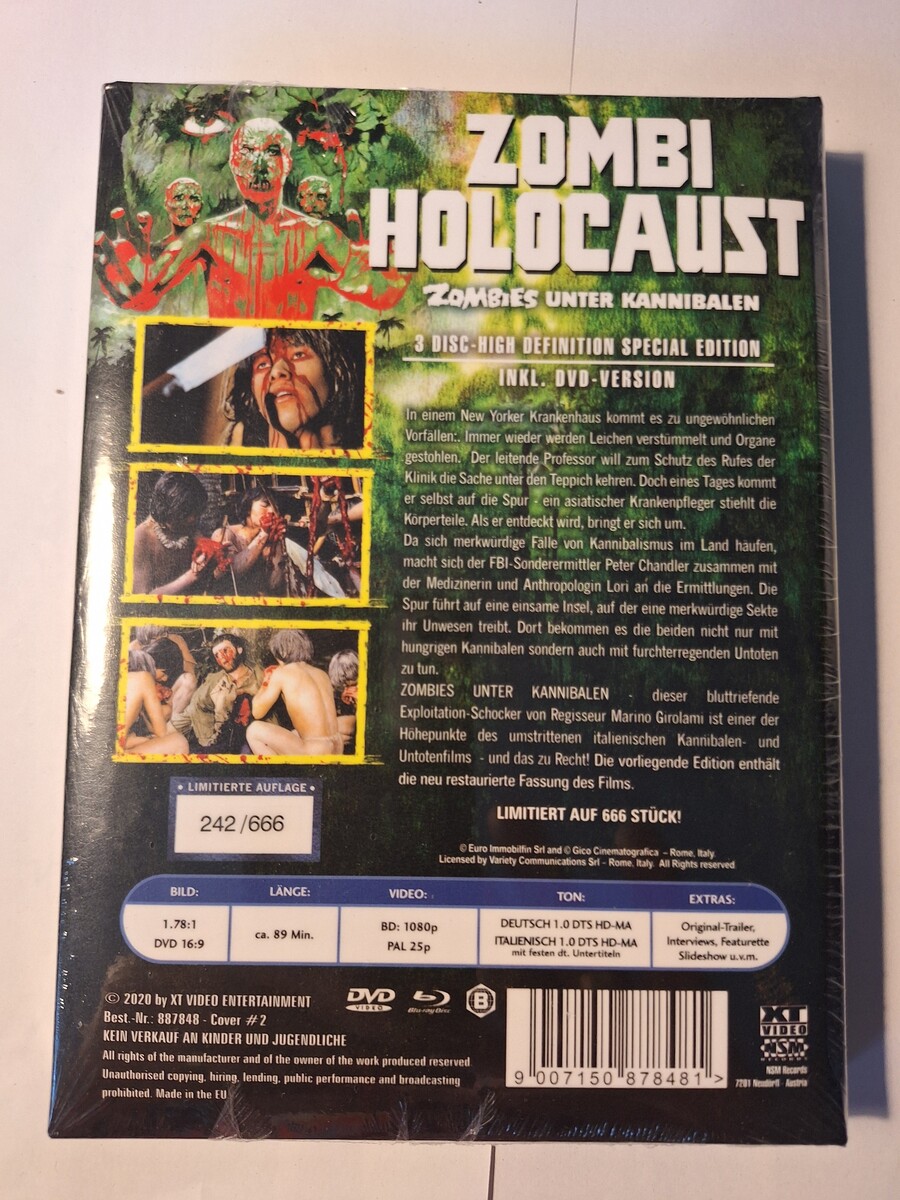 ZOMBI
HOLOCAUST
ZOMBIES UNTER KANNIBALEN
3 DISC-HIGH DEFINITION SPECIAL EDITION
INKL. DVD-VERSION
In einem New Yorker Krankenhaus kommt es zu ungewöhnlichen
Vorfällen:. Immer wieder werden Leichen verstümmelt und Organe
gestohlen. Der leitende Professor will zum Schutz des Rufes der
Klinik die Sache unter den Teppich kehren. Doch eines Tages kommt
er selbst auf die Spur - ein asiatischer Krankenpfleger stiehlt die
Körperteile. Als er entdeckt wird, bringt er sich um.
Da sich merkwürdige Fälle von Kannibalismus im Land häufen,
macht sich der FBI-Sonderermittler Peter Chandler zusammen mit
der Medizinerin und Anthropologin Lori an die Ermittlungen. Die
Spur führt auf eine einsame Insel, auf der eine merkwürdige Sekte
ihr Unwesen treibt. Dort bekommen es die beiden nicht nur mit
hungrigen Kannibalen sondern auch mit furchterregenden Untoten
zu tun.
ZOMBIES UNTER KANNIBALEN - dieser bluttriefende
Exploitation-Schocker von Regisseur Marino Girolami ist einer der
Höhepunkte des umstrittenen italienischen Kannibalen- und
Untotenfilms - und das zu Recht! Die vorliegende Edition enthält
die neu restaurierte Fassung des Films.
LIMITIERT AUF 666 STÜCK!
• LIMITIERTE AUFLAGE •
242/666
© Euro Immobilfin Srl and © Gico Cinematografica – Rome, Italy.
Licensed by Variety Communications Srl - Rome, Italy. All Rights reserved
BILD: LÄNGE: VIDEO: TON: EXTRAS:
1.78:1
DVD 16:9
ca. 89 Min.
BD: 1080p
PAL 25p
DEUTSCH 1.0 DTS HD-MA
ITALIENISCH 1.0 DTS HD-MA
mit festen dt. Untertiteln
Original-Trailer,
Interviews, Featurette
Slideshow u.v.m.
© 2020 by XT VIDEO ENTERTAINMENT
Best.-Nr.: 887848 - Cover #2
KEIN VERKAUF AN KINDER UND JUGENDLICHE
All rights of the manufacturer and of the owner of the work produced reserved
Unauthorised copying, hiring, lending, public performance and broadcasting
prohibited. Made in the EU
DVD
VIDEO
Blu-ray Disc
B
9 007150 878481 >
XT
VIDEO
NSM
RECORDS
NSM Records
7201 Neudörfl - Austria